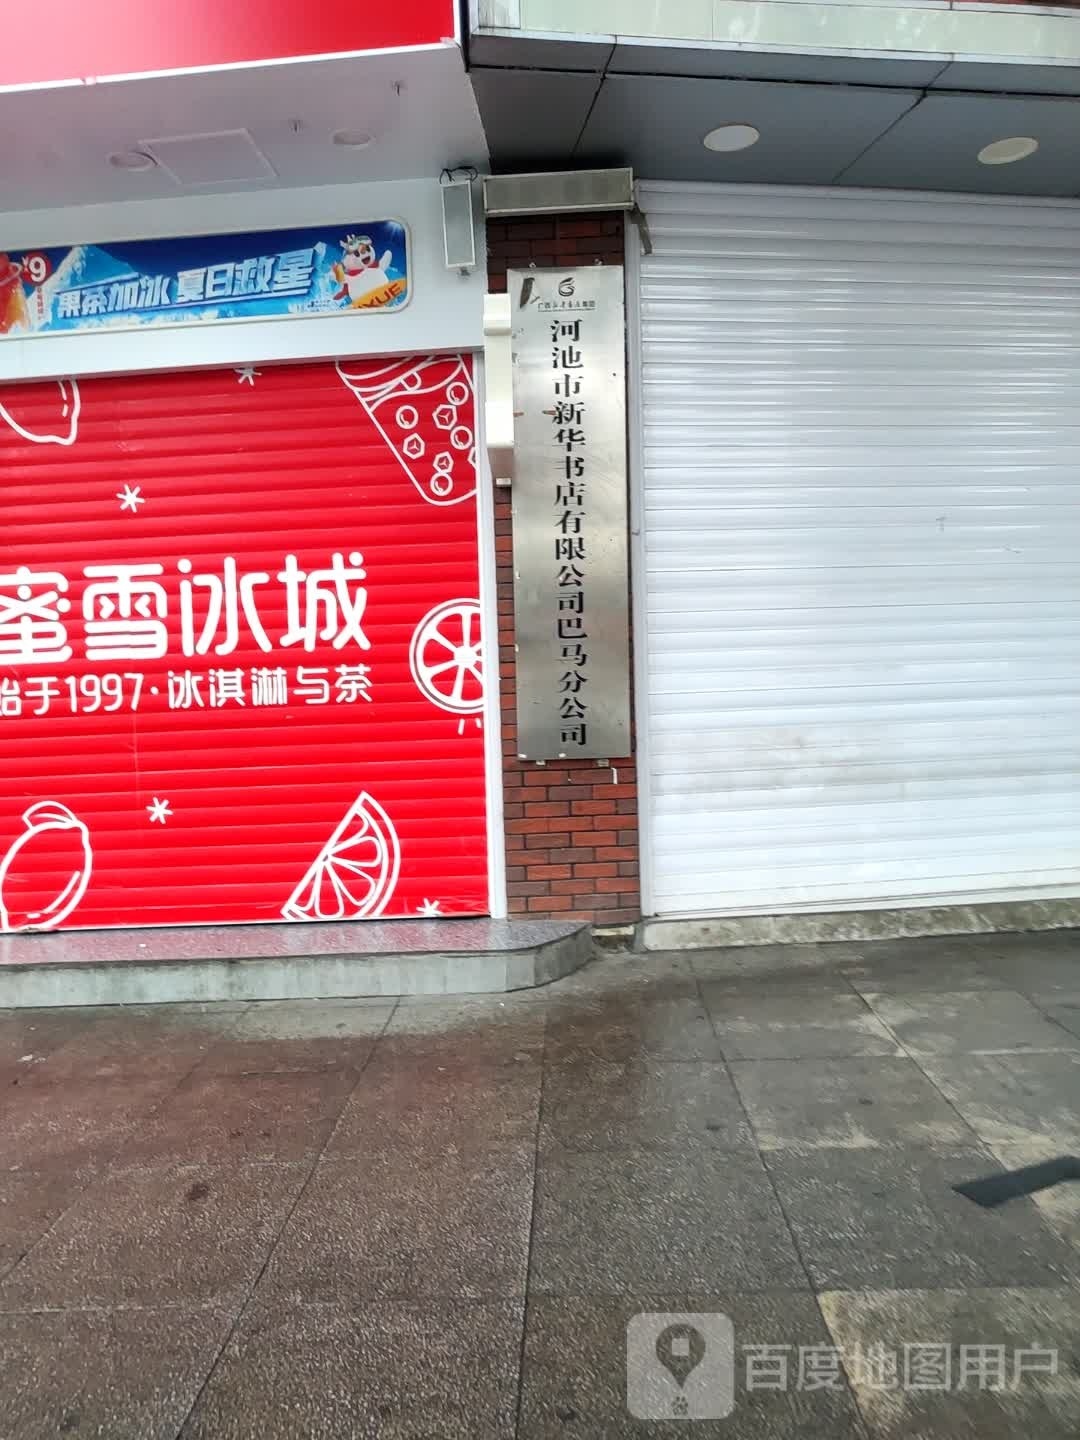 ¥9
果茶加冰 夏日救星
蜜雪冰城
始于1997·冰淇淋与茶
河池市新华书店有限公司巴马分公司
百度地图用户